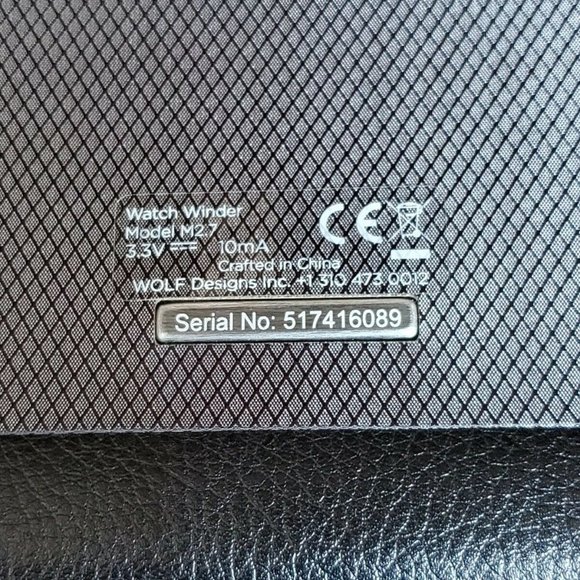 Watch Winder
Model M2.7
3.3V⎓ 10mA
Crafted in China
WOLF Designs Inc. +1 310 473 0012
CE
Serial No: 517416089